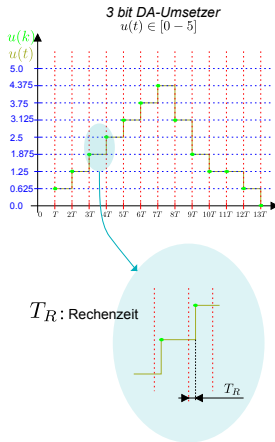 3 bit DA-Umsetzer
u(t) ∈ [0 − 5]
u(k)
u(t)
5.0
4.375
3.75
3.125
2.5
1.875
1.25
0.625
0.0
0 T 2T 3T 4T 5T 6T 7T 8T 9T 10T 11T 12T 13T
T_R : Rechenzeit
T_R